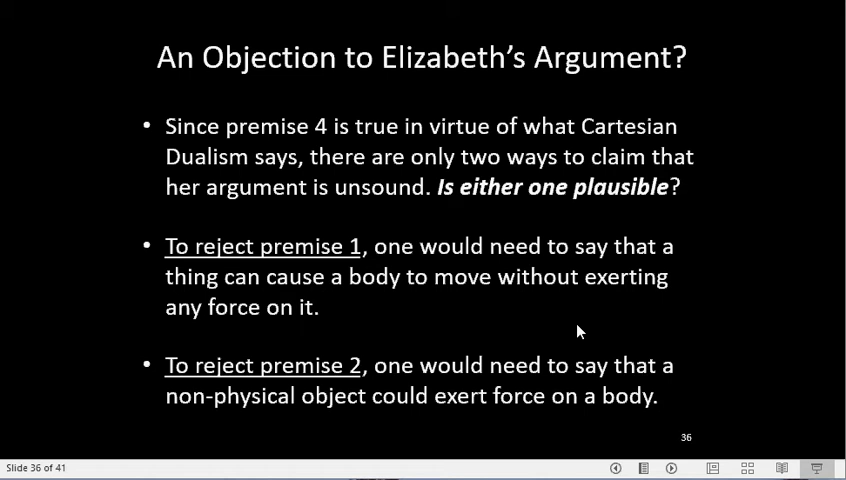 An Objection to Elizabeth's Argument?
• Since premise 4 is true in virtue of what Cartesian
Dualism says, there are only two ways to claim that
her argument is unsound. Is either one plausible?
• To reject premise 1, one would need to say that a
thing can cause a body to move without exerting
any force on it.
• To reject premise 2, one would need to say that a
non-physical object could exert force on a body.
36
Slide 36 of 41